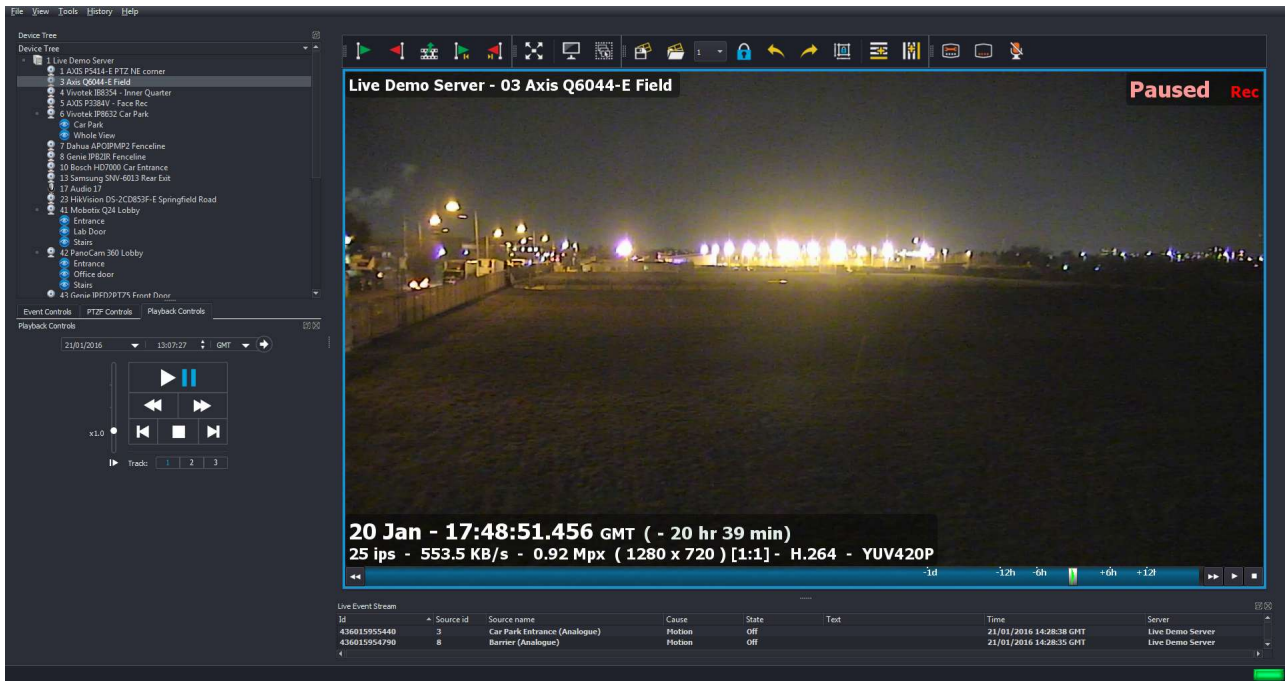 File View Tools History Help
Device Tree
Device Tree
1 Live Demo Server
1 AXIS P5414-E PTZ NE corner
3 Axis Q6044-E Field
4 Vivotek IB8354 - Inner Quarter
5 AXIS P3384V - Face Rec
6 Vivotek IP8632 Car Park
Car Park
Whole View
7 Dahua APOIPMP2 Fenceline
8 Genie IPB2IR Fenceline
10 Bosch HD7000 Car Entrance
13 Samsung SNV-6013 Rear Exit
17 Audio 17
23 HikVision DS-2CD853F-E Springfield Road
41 Mobotix Q24 Lobby
Entrance
Lab Door
Stairs
42 PanoCam 360 Lobby
Entrance
Office door
Stairs
43 Genie IPFD2PTZ5 Front Door
Event Controls PTZF Controls Playback Controls
Playback Controls
21/01/2016 13:07:27 GMT
x1.0
Track: 1 2 3
1
Live Demo Server - 03 Axis Q6044-E Field
Paused Rec
20 Jan - 17:48:51.456 GMT ( - 20 hr 39 min)
25 ips - 553.5 KB/s - 0.92 Mpx ( 1280 x 720 ) [1:1] - H.264 - YUV420P
-1d -12h -6h +6h +12h
Live Event Stream
Id Source id Source name Cause State Text Time Server
436015955440 3 Car Park Entrance (Analogue) Motion Off 21/01/2016 14:28:38 GMT Live Demo Server
436015954790 8 Barrier (Analogue) Motion Off 21/01/2016 14:28:35 GMT Live Demo Server